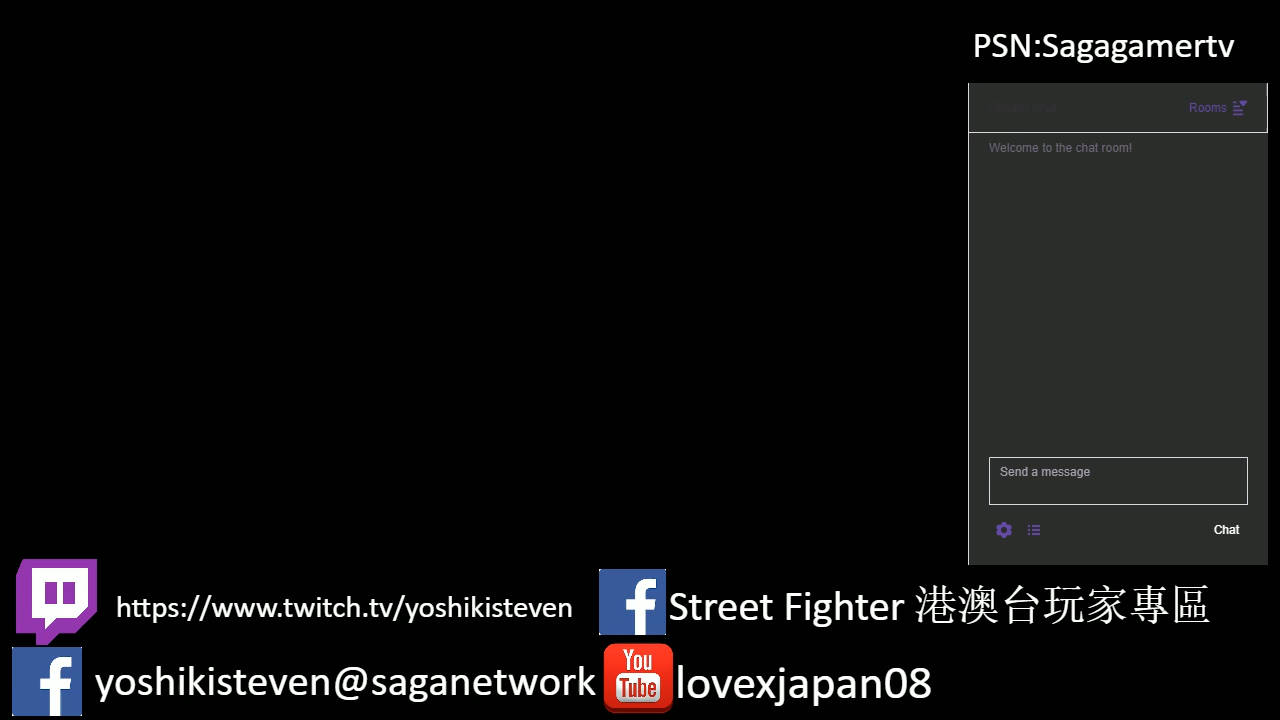 PSN:Sagagamertv
Rooms
Welcome to the chat room!
Send a message
Chat
https://www.twitch.tv/yoshikisteven
Street Fighter 港澳台玩家專區
yoshikisteven@saganetwork
You
Tube
lovexjapan08